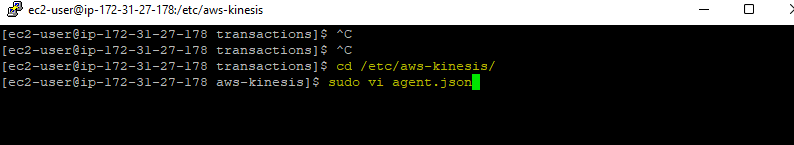 ec2-user@ip-172-31-27-178:/etc/aws-kinesis
[ec2-user@ip-172-31-27-178 transactions]$ ^C
[ec2-user@ip-172-31-27-178 transactions]$ ^C
[ec2-user@ip-172-31-27-178 transactions]$ cd /etc/aws-kinesis/
[ec2-user@ip-172-31-27-178 aws-kinesis]$ sudo vi agent.json